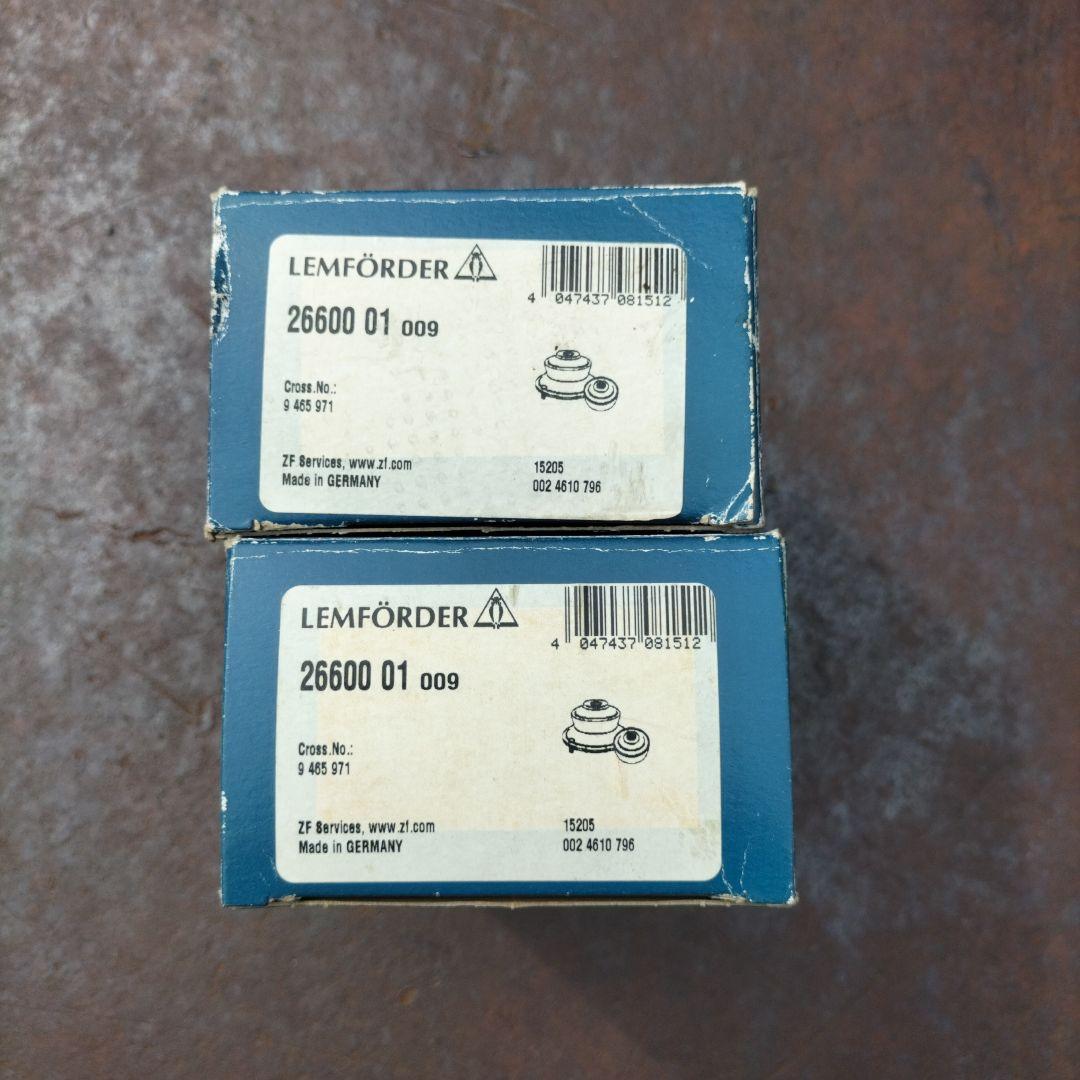 LEMFÖRDER
4 047437 081512
26600 01 009
Cross.No.:
9 465 971
ZF Services, www.zf.com
Made in GERMANY
15205
002 4610 796
LEMFÖRDER
4 047437 081512
26600 01 009
Cross.No.:
9 465 971
ZF Services, www.zf.com
Made in GERMANY
15205
002 4610 796